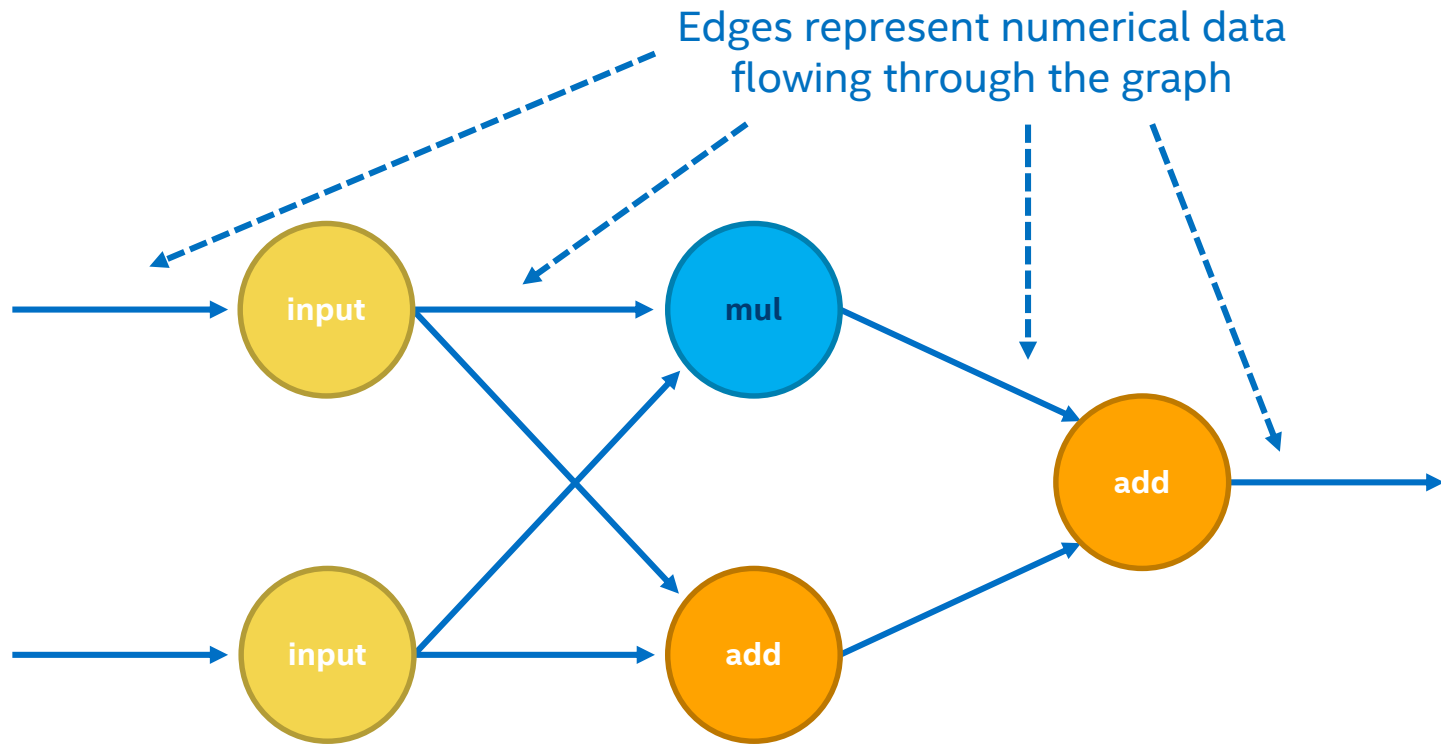 Edges represent numerical data
flowing through the graph
input
mul
add
input
add